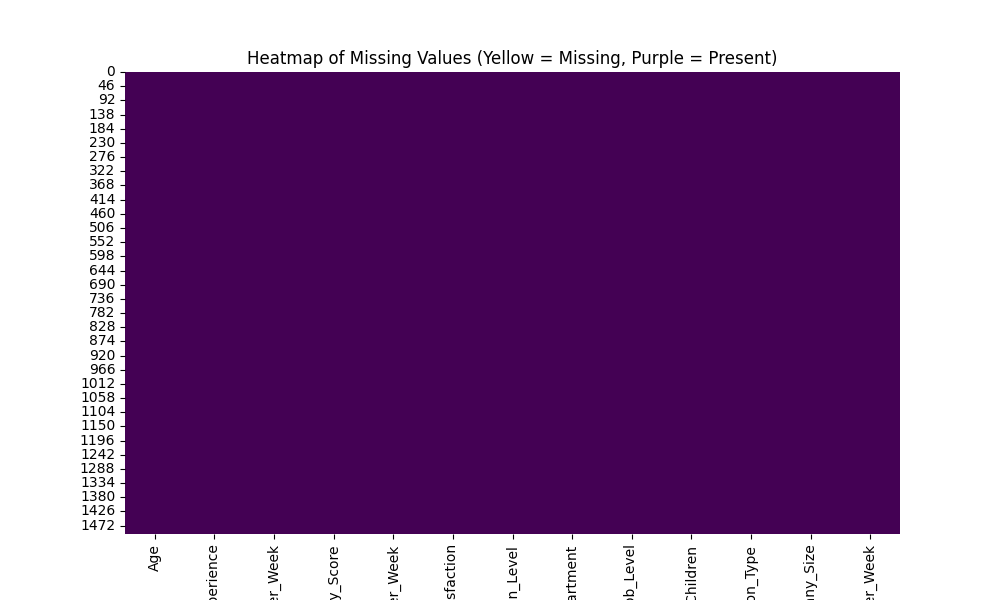 Heatmap of Missing Values (Yellow = Missing, Purple = Present)
0
46
92
138
184
230
276
322
368
414
460
506
552
598
644
690
736
782
828
874
920
966
1012
1058
1104
1150
1196
1242
1288
1334
1380
1426
1472
Age
perience
er_Week
y_Score
er_Week
sfaction
n_Level
artment
ob_Level
Children
on_Type
any_Size
er_Week